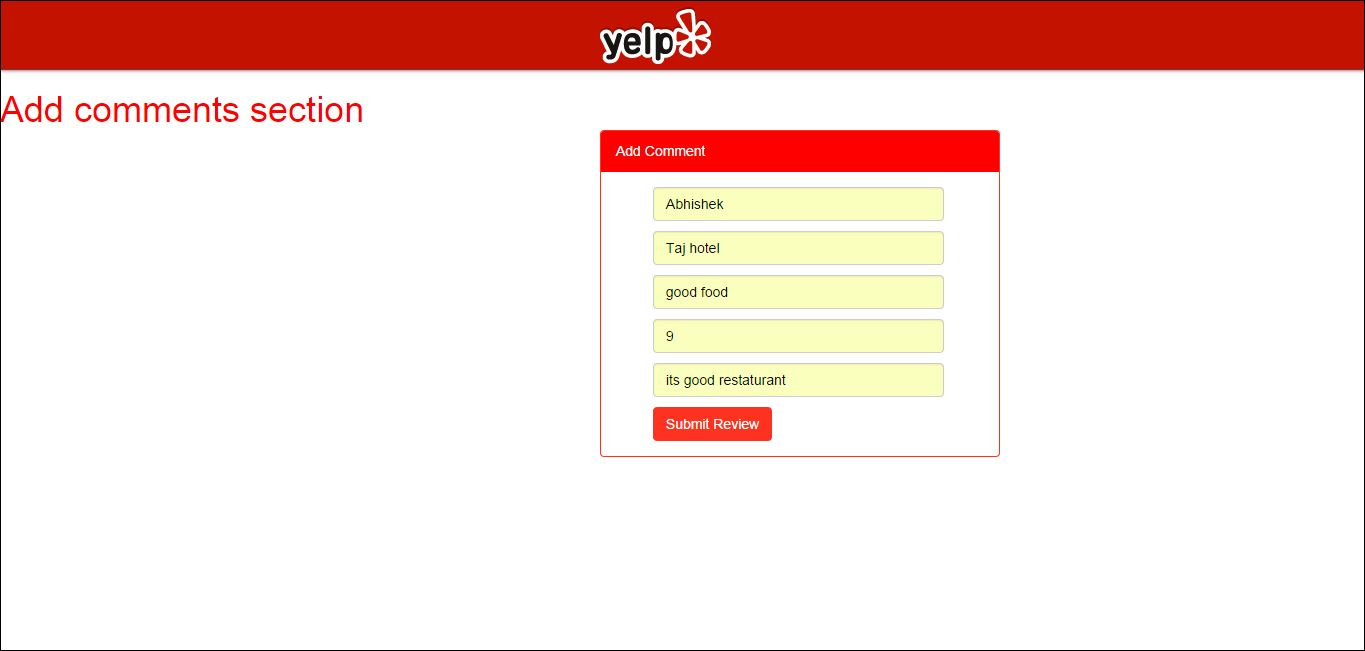 yelp
Add comments section
Add Comment
Abhishek
Taj hotel
good food
9
its good restaturant
Submit Review